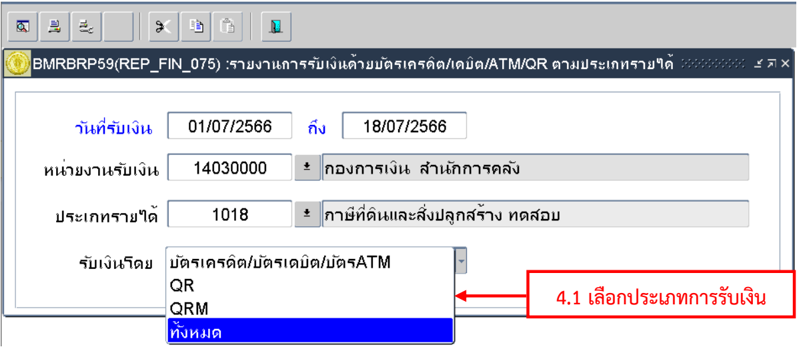 BMRBRP59(REP_FIN_075) :รายงานการรับเงินด้วยบัตรเครดิต/เดบิต/ATM/QR ตามประเภทรายได้
วันที่รับเงิน 01/07/2566 ถึง 18/07/2566
หน่วยงานรับเงิน 14030000 กองการเงิน สำนักการคลัง
ประเภทรายได้ 1018 ภาษีที่ดินและสิ่งปลูกสร้าง ทดสอบ
รับเงินโดย บัตรเครดิต/บัตรเดบิต/บัตรATM
QR
QRM
ทั้งหมด
4.1 เลือกประเภทการรับเงิน